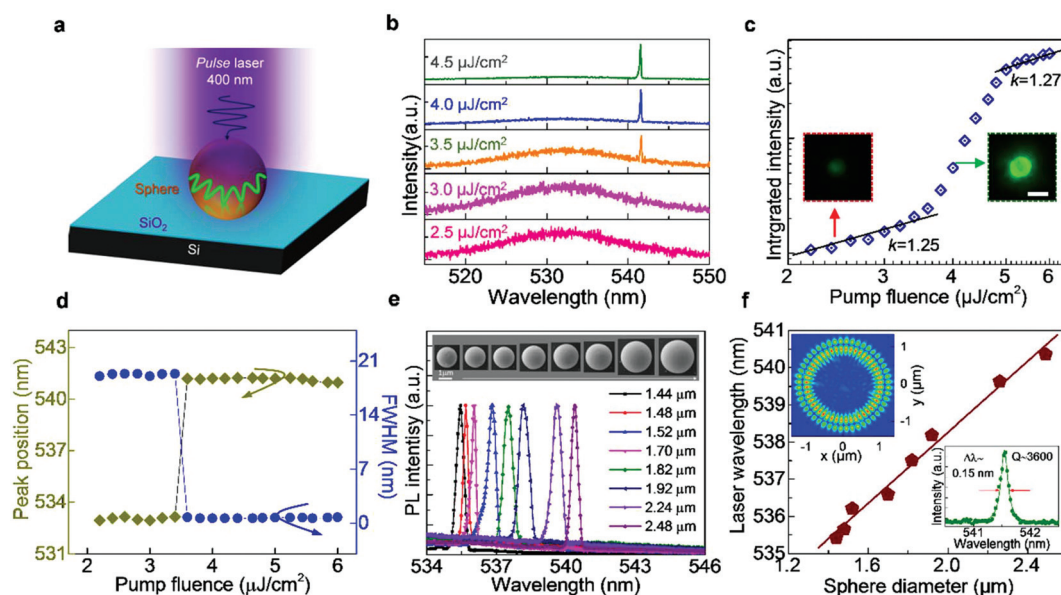 a
Pulse laser
400 nm
Sphere
SiO2
Si
b
4.5 μJ/cm²
4.0 μJ/cm²
3.5 μJ/cm²
3.0 μJ/cm²
2.5 μJ/cm²
Intensity(a.u.)
520 530 540 550
Wavelength (nm)
c
Intrgrated intensity (a.u.)
k=1.27
k=1.25
2 3 4 5 6
Pump fluence (μJ/cm²)
d
Peak position (nm)
543
540
537
534
531
FWHM (nm)
21
14
7
0
2 3 4 5 6
Pump fluence (μJ/cm²)
e
PL intentisy (a.u.)
1μm
1.44 μm
1.48 μm
1.52 μm
1.70 μm
1.82 μm
1.92 μm
2.24 μm
2.48 μm
534 537 540 543 546
Wavelength (nm)
f
Laser wavelength (nm)
541
540
539
538
537
536
535
1
0
-1
y (μm)
-1 0 1
x (μm)
Δλ~
0.15 nm
Q~3600
Intensity (a.u.)
541 542
Wavelength (nm)
1.2 1.6 2.0 2.4
Sphere diameter (μm)